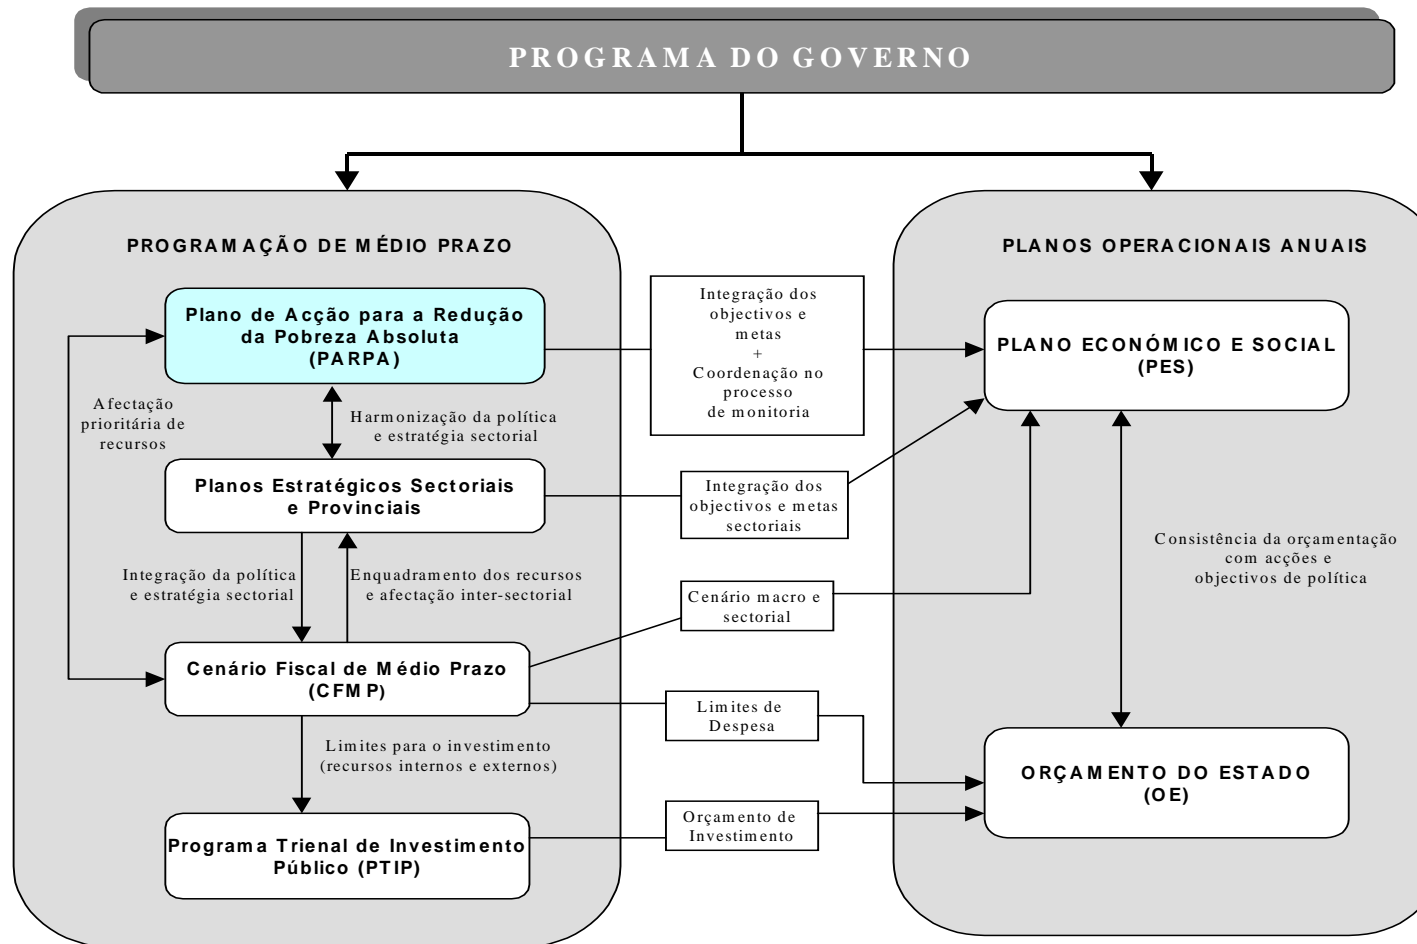 PROGRAMA DO GOVERNO
PROGRAMAÇÃO DE MÉDIO PRAZO
Plano de Acção para a Redução
da Pobreza Absoluta
(PARPA)
Afectação
prioritária de
recursos
Harmonização da política
e estratégia sectorial
Planos Estratégicos Sectoriais
e Provinciais
Integração da política
e estratégia sectorial
Enquadramento dos recursos
e afectação inter-sectorial
Cenário Fiscal de Médio Prazo
(CFMP)
Limites para o investimento
(recursos internos e externos)
Programa Trienal de Investimento
Público (PTIP)
Integração dos
objectivos e
metas
+
Coordenação no
processo
de monitoria
Integração dos
objectivos e metas
sectoriais
Cenário macro e
sectorial
Limites de
Despesa
Orçamento de
Investimento
PLANOS OPERACIONAIS ANUAIS
PLANO ECONÓMICO E SOCIAL
(PES)
Consistência da orçamentação
com acções e
objectivos de política
ORÇAMENTO DO ESTADO
(OE)